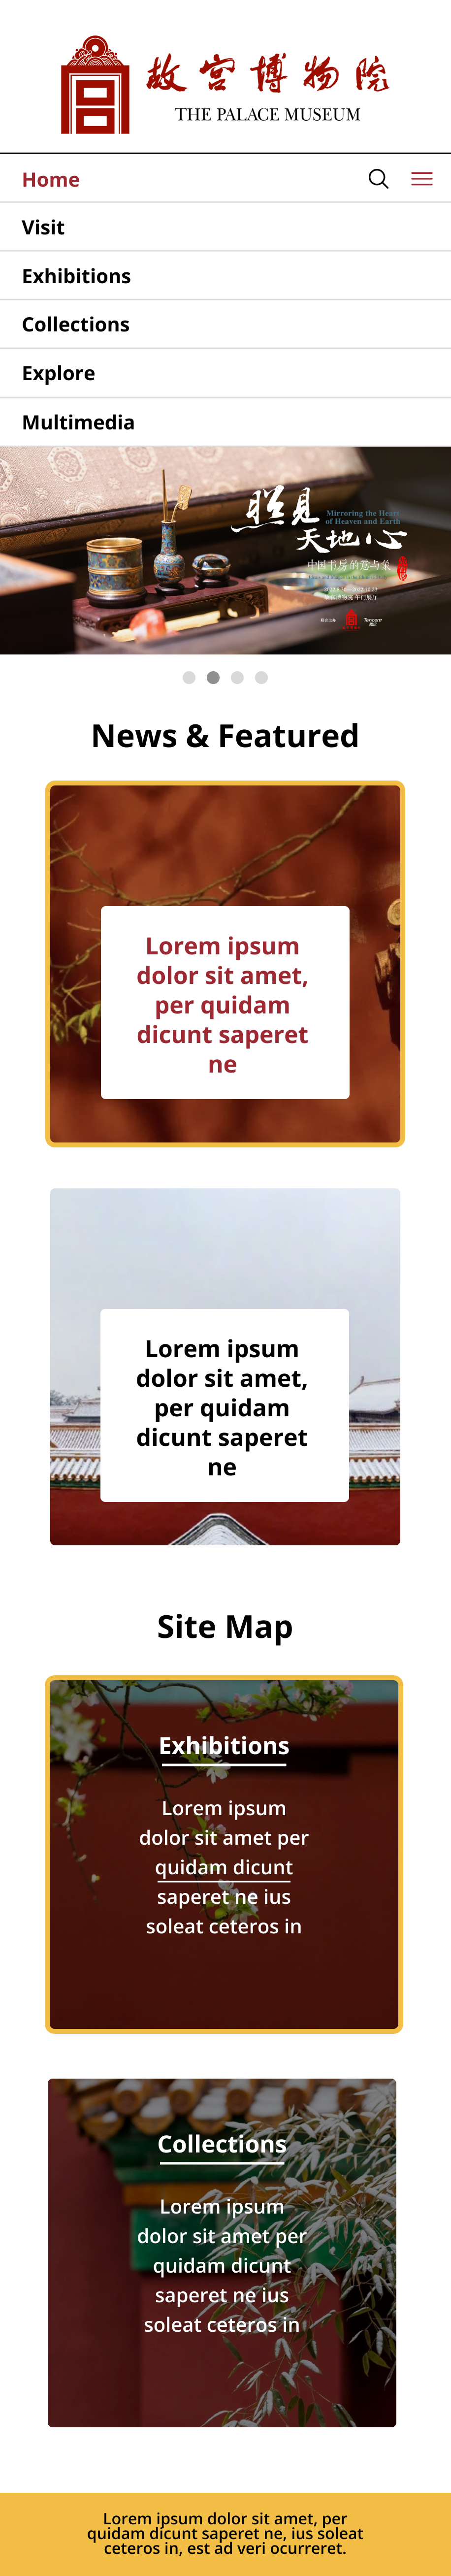 故宫博物院
THE PALACE MUSEUM
Home
Visit
Exhibitions
Collections
Explore
Multimedia
照见
Mirroring the Heart
of Heaven and Earth
天地心
中国书房的意与象
Tencent
腾讯
News & Featured
Lorem ipsum
dolor sit amet,
per quidam
dicunt saperet
ne
Lorem ipsum
dolor sit amet,
per quidam
dicunt saperet
ne
Site Map
Exhibitions
Lorem ipsum
dolor sit amet per
quidam dicunt
saperet ne ius
soleat ceteros in
Collections
Lorem ipsum
dolor sit amet per
quidam dicunt
saperet ne ius
soleat ceteros in
Lorem ipsum dolor sit amet, per
quidam dicunt saperet ne, ius soleat
ceteros in, est ad veri ocurreret.